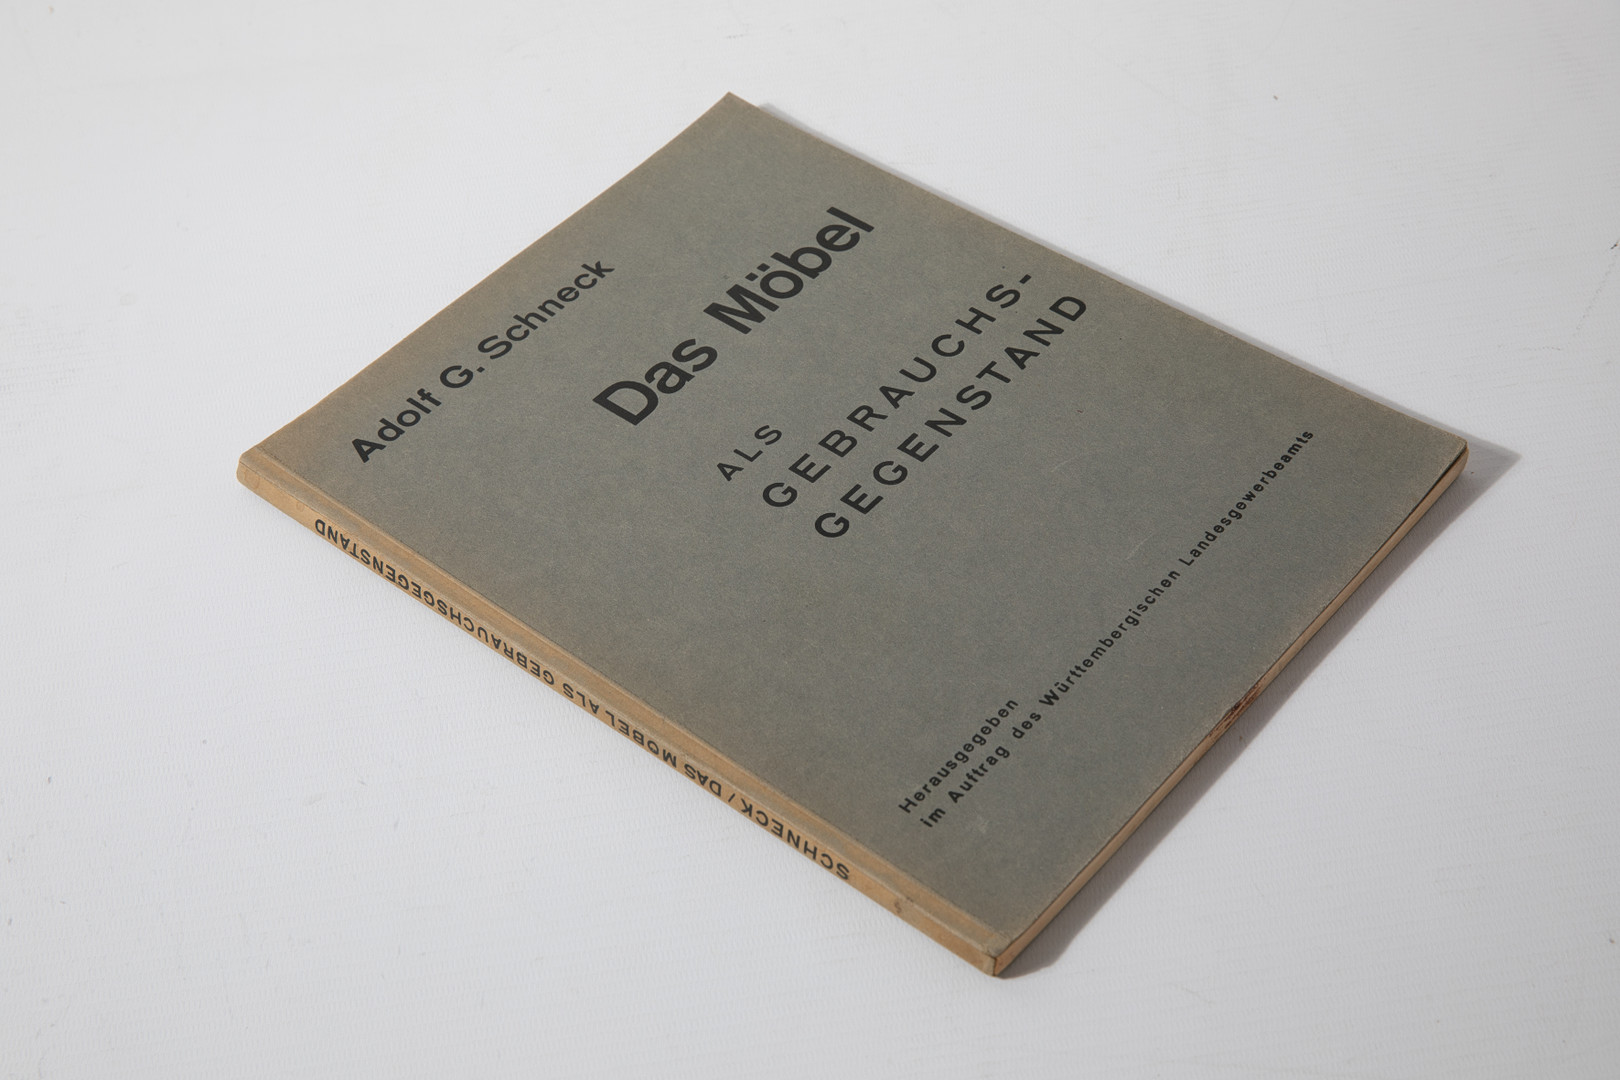 Adolf G. Schneck
Das Möbel
ALS
GEBRAUCHS-
GEGENSTAND
Herausgegeben
im Auftrag des Württembergischen Landesgewerbeamts
SCHNECK / DAS MÖBEL ALS GEBRAUCHSGEGENSTAND